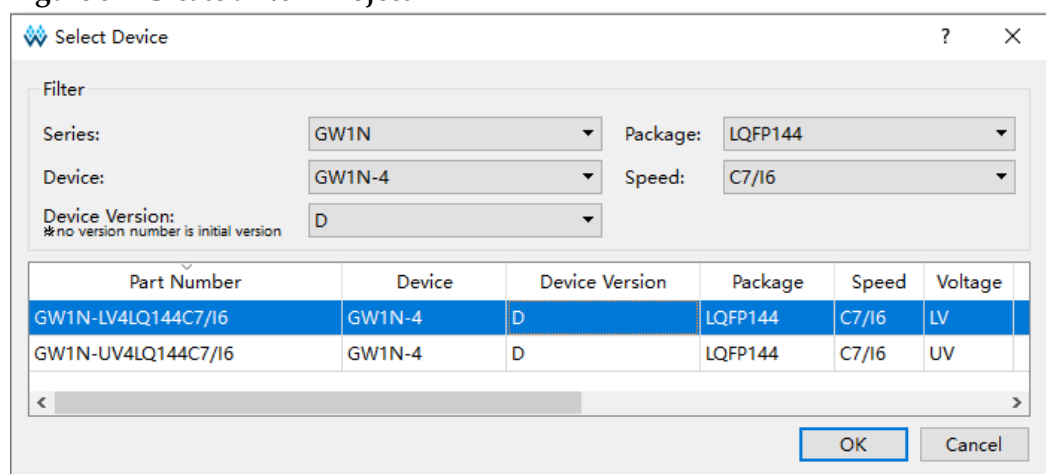 Select Device
?
Filter
Series: GW1N Package: LQFP144
Device: GW1N-4 Speed: C7/I6
Device Version: D
※no version number is initial version
Part Number Device Device Version Package Speed Voltage
GW1N-LV4LQ144C7/I6 GW1N-4 D LQFP144 C7/I6 LV
GW1N-UV4LQ144C7/I6 GW1N-4 D LQFP144 C7/I6 UV
OK Cancel